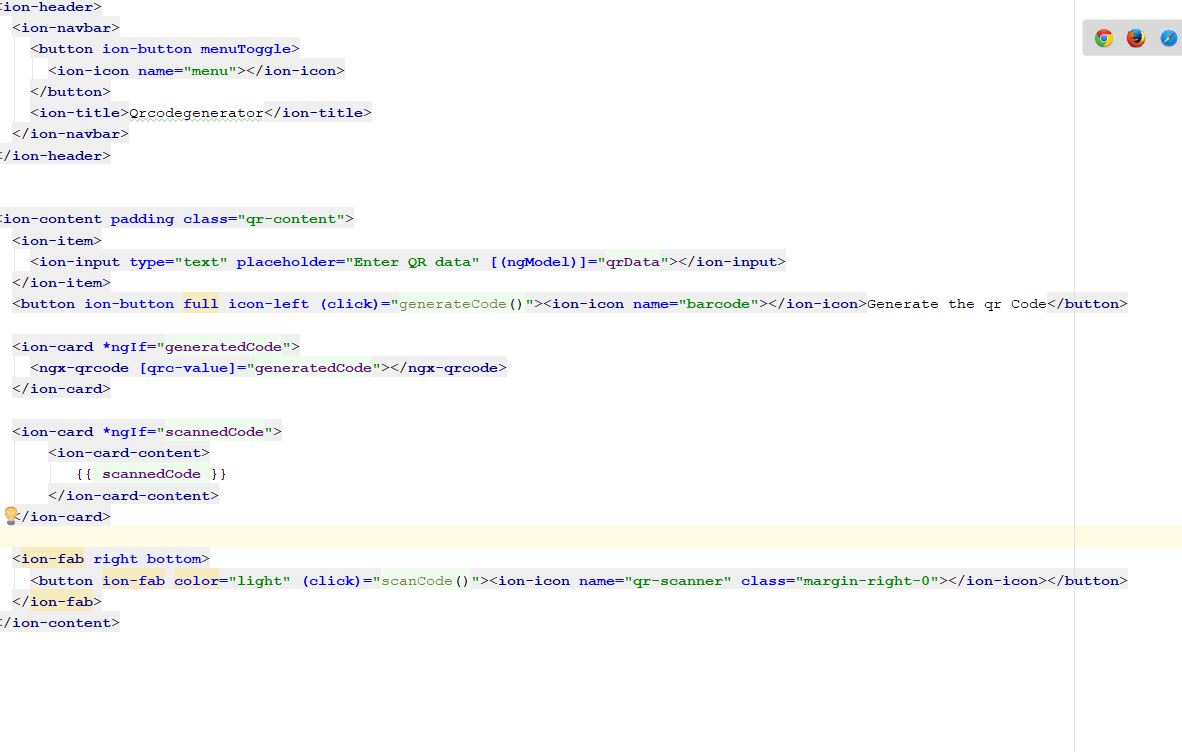 <ion-header>
<ion-navbar>
<button ion-button menuToggle>
<ion-icon name="menu"></ion-icon>
</button>
<ion-title>Qrcodegenerator</ion-title>
</ion-navbar>
</ion-header>
<ion-content padding class="qr-content">
<ion-item>
<ion-input type="text" placeholder="Enter QR data" [(ngModel)]="qrData"></ion-input>
</ion-item>
<button ion-button full icon-left (click)="generateCode()"><ion-icon name="barcode"></ion-icon>Generate the qr Code</button>
<ion-card *ngIf="generatedCode">
<ngx-qrcode [qrc-value]="generatedCode"></ngx-qrcode>
</ion-card>
<ion-card *ngIf="scannedCode">
<ion-card-content>
{{ scannedCode }}
</ion-card-content>
</ion-card>
<ion-fab right bottom>
<button ion-fab color="light" (click)="scanCode()"><ion-icon name="qr-scanner" class="margin-right-0"></ion-icon></button>
</ion-fab>
</ion-content>